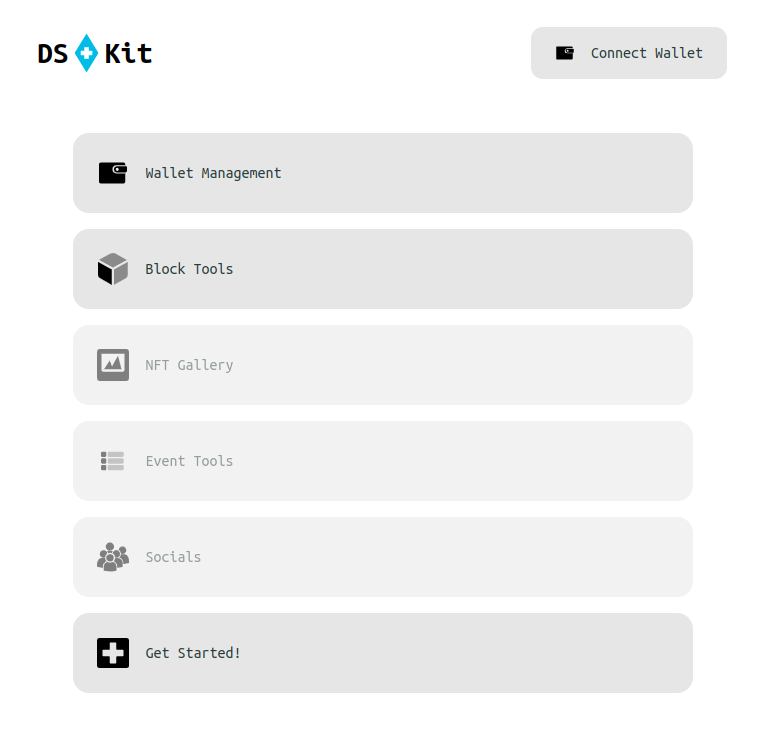 DS Kit
Connect Wallet
Wallet Management
Block Tools
NFT Gallery
Event Tools
Socials
Get Started!